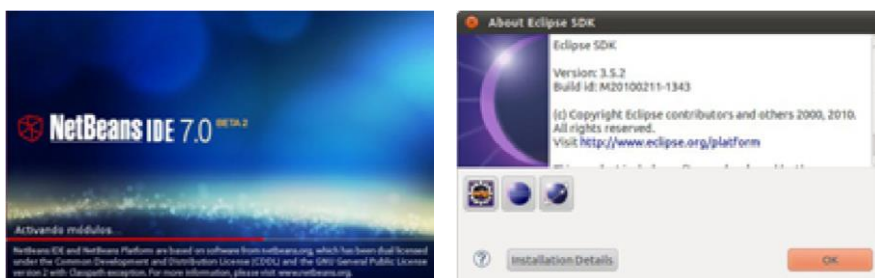 NetBeans IDE 7.0 BETA 2
Activando módulos...
NetBeans IDE and NetBeans Platform are based on software from netbeans.org, which has been dual licensed
under the Common Development and Distribution License (CDDL) and the GNU General Public License
version 2 with Classpath exception. For more information, please visit www.netbeans.org.
About Eclipse SDK
Eclipse SDK
Version: 3.5.2
Build id: M20100211-1343
(c) Copyright Eclipse contributors and others 2000, 2010.
All rights reserved.
Visit http://www.eclipse.org/platform
Installation Details
OK